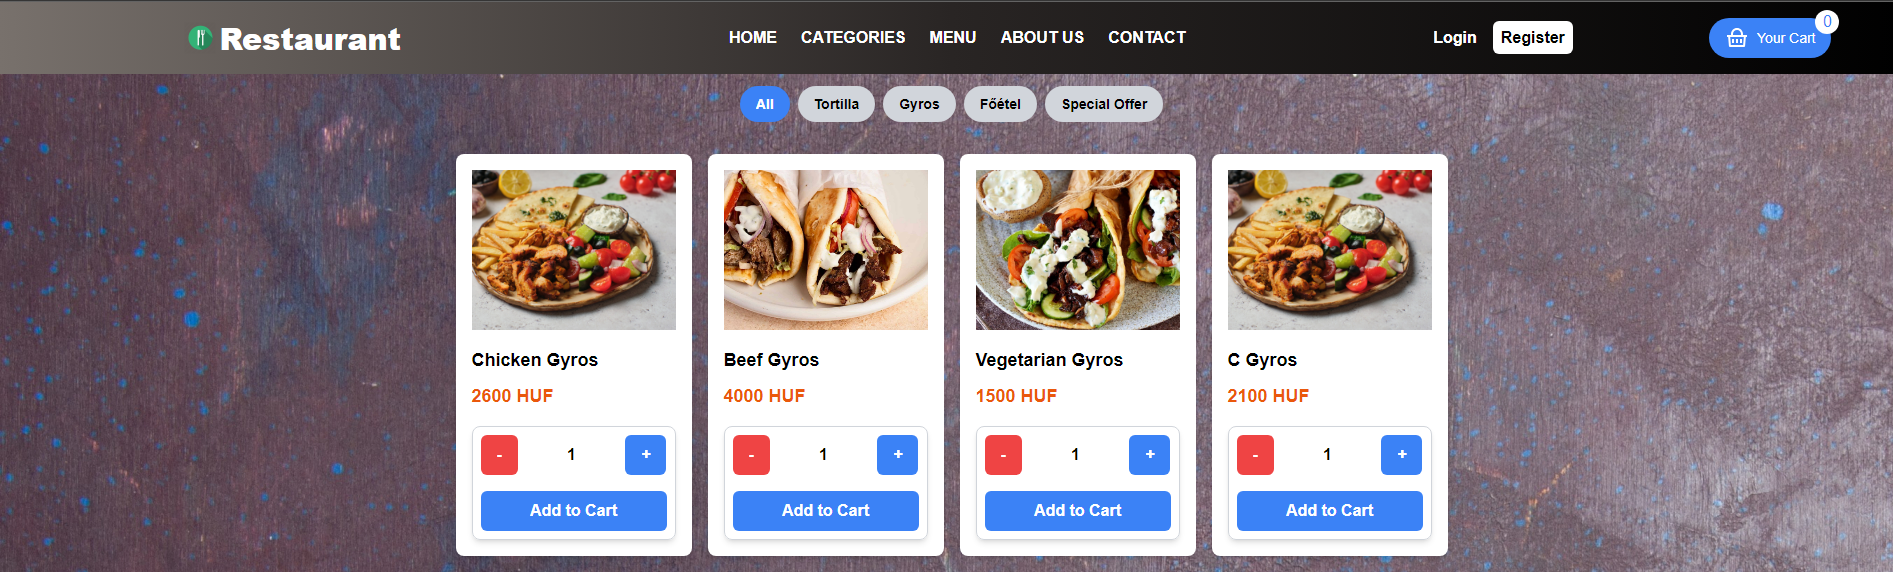 Restaurant
HOME CATEGORIES MENU ABOUT US CONTACT
Login Register
Your Cart 0
All Tortilla Gyros Főétel Special Offer
Chicken Gyros
2600 HUF
- 1 +
Add to Cart
Beef Gyros
4000 HUF
- 1 +
Add to Cart
Vegetarian Gyros
1500 HUF
- 1 +
Add to Cart
C Gyros
2100 HUF
- 1 +
Add to Cart